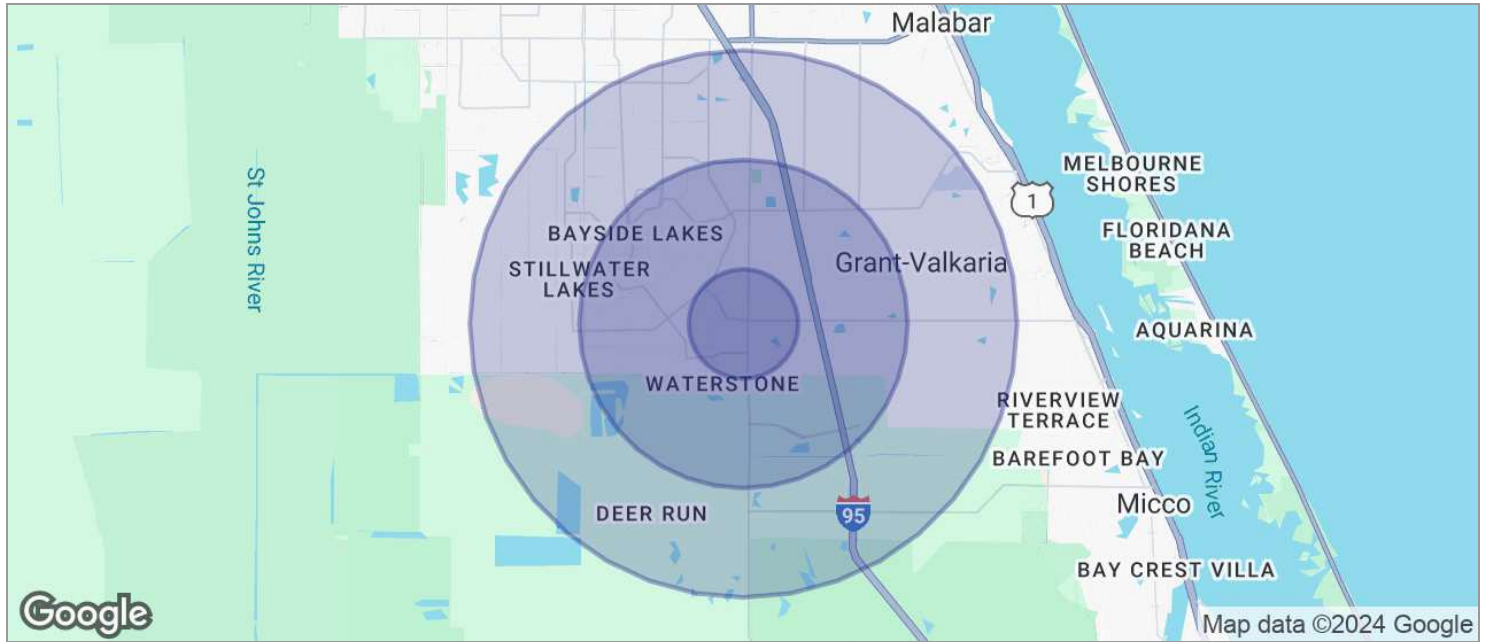 Malabar
St Johns River
MELBOURNE
SHORES
1
BAYSIDE LAKES
FLORIDANA
BEACH
STILLWATER
LAKES
Grant-Valkaria
AQUARINA
WATERSTONE
RIVERVIEW
TERRACE
Indian River
BAREFOOT BAY
Micco
DEER RUN
95
BAY CREST VILLA
Google
Map data ©2024 Google